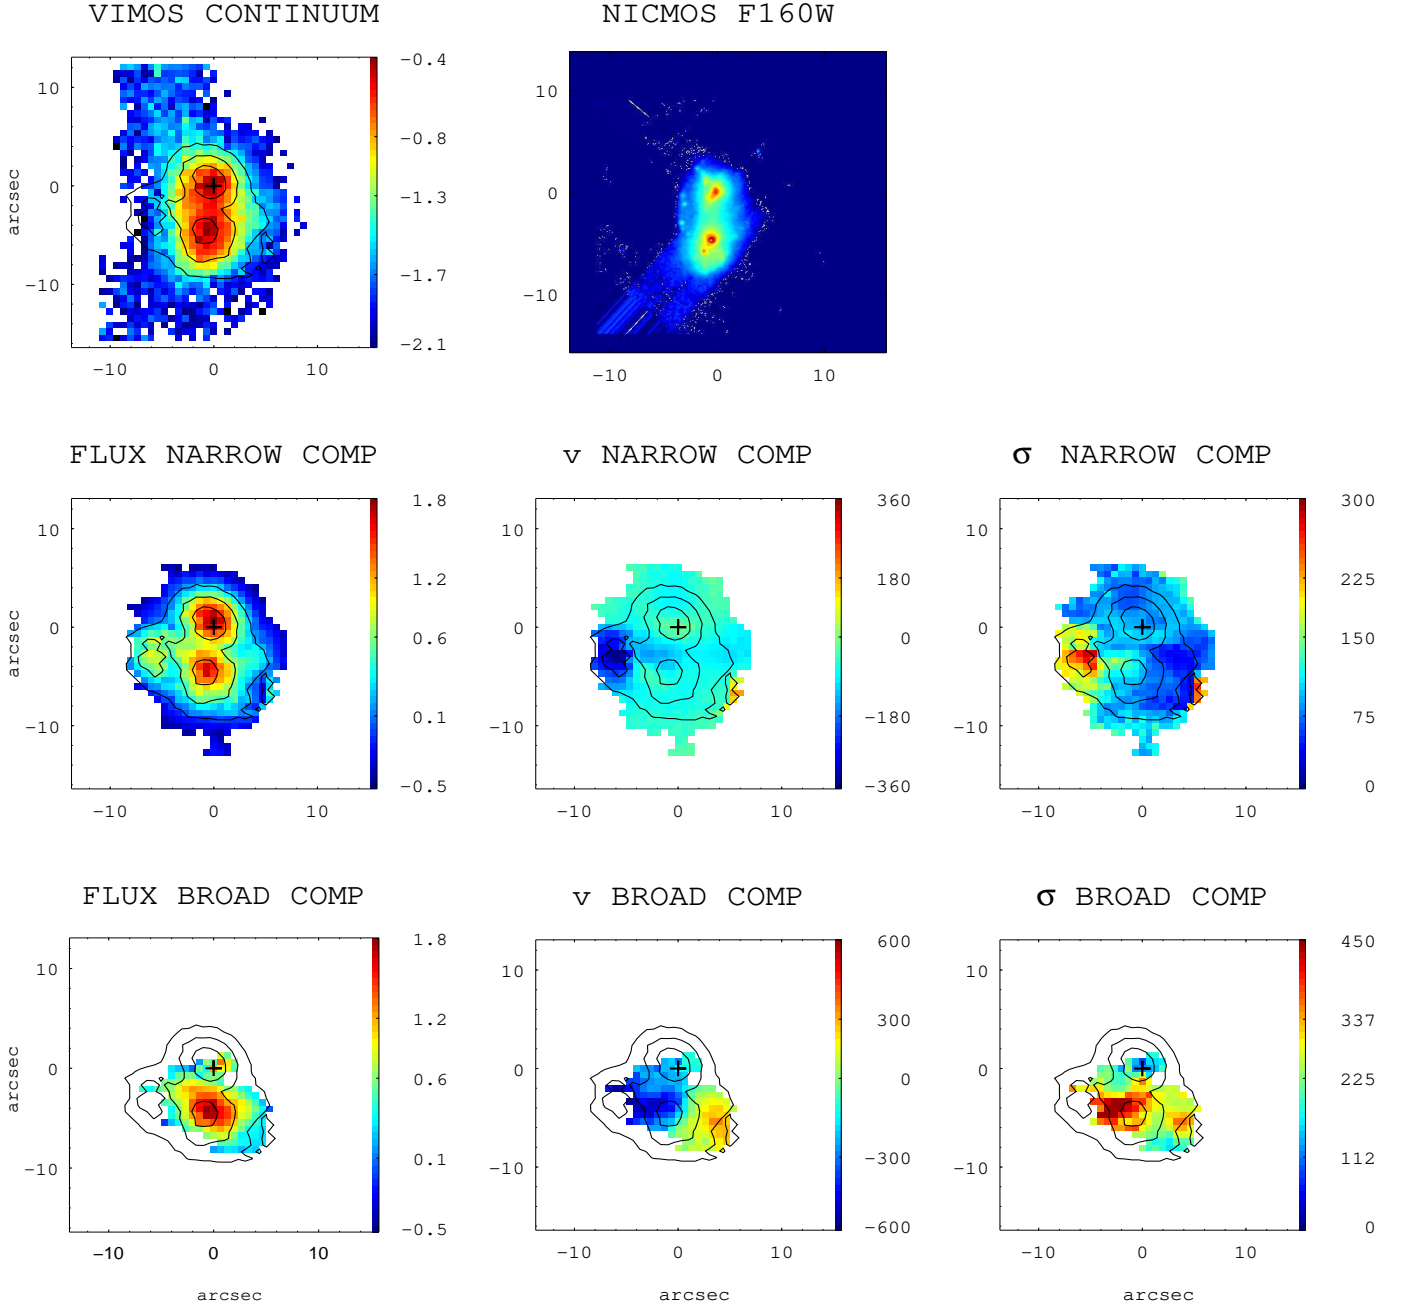 VIMOS CONTINUUM
NICMOS F160W
−0.4
−0.8
−1.3
−1.7
−2.1
10
0
−10
arcsec
−10 0 10
10
0
−10
−10 0 10
FLUX NARROW COMP
v NARROW COMP
σ NARROW COMP
1.8
1.2
0.6
0.1
−0.5
10
0
−10
arcsec
−10 0 10
360
180
0
−180
−360
10
0
−10
−10 0 10
300
225
150
75
0
10
0
−10
−10 0 10
FLUX BROAD COMP
v BROAD COMP
σ BROAD COMP
1.8
1.2
0.6
0.1
−0.5
10
0
−10
arcsec
−10 0 10
arcsec
600
300
0
−300
−600
10
0
−10
−10 0 10
arcsec
450
337
225
112
0
10
0
−10
−10 0 10
arcsec